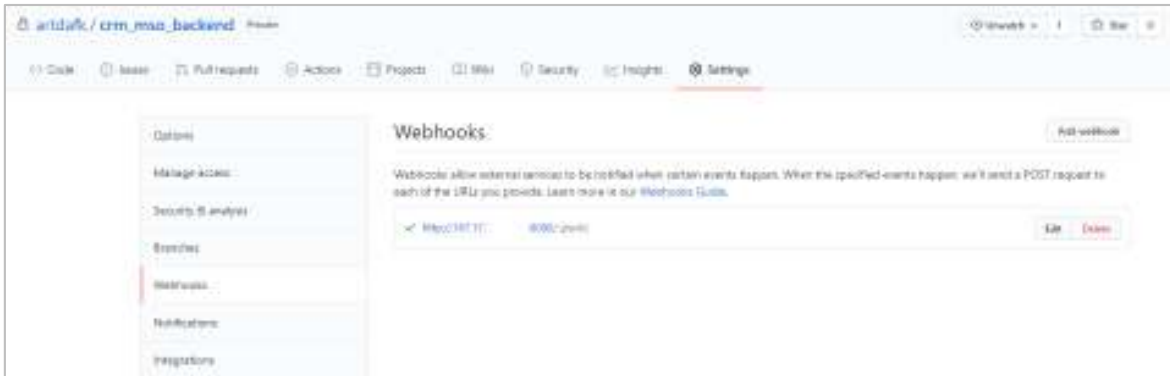 artdafk / crm_mso_backend Private
Unwatch 1 Star
Code Issues Pull requests Actions Projects Wiki Security Insights Settings
Options
Manage access
Security & analysis
Branches
Webhooks
Notifications
Integrations
Webhooks
Add webhook
Webhooks allow external services to be notified when certain events happen. When the specified events happen, we'll send a POST request to
each of the URLs you provide. Learn more in our Webhooks Guide.
Edit Delete